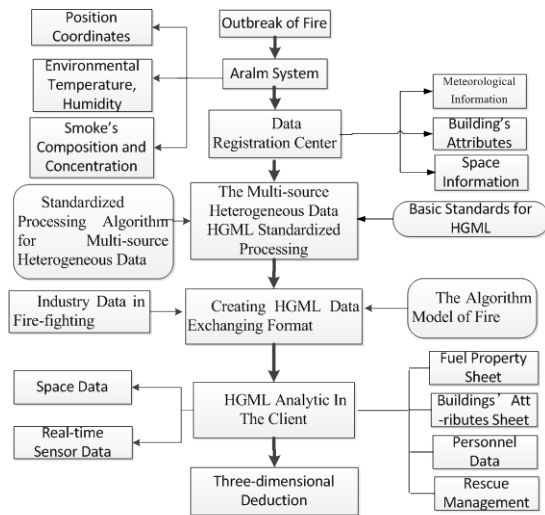 Position
Coordinates
Outbreak of Fire
Environmental
Temperature,
Humidity
Aralm System
Meteorological
Information
Smoke's
Composition and
Concentration
Data
Registration Center
Building's
Attributes
Space
Information
Standardized
Processing Algorithm
for Multi-source
Heterogeneous Data
The Multi-source
Heterogeneous Data
HGML Standardized
Processing
Basic Standards for
HGML
Industry Data in
Fire-fighting
Creating HGML Data
Exchanging Format
The Algorithm
Model of Fire
Space Data
Real-time
Sensor Data
HGML Analytic In
The Client
Fuel Property
Sheet
Buildings' Att
-ributes Sheet
Personnel
Data
Rescue
Management
Three-dimensional
Deduction